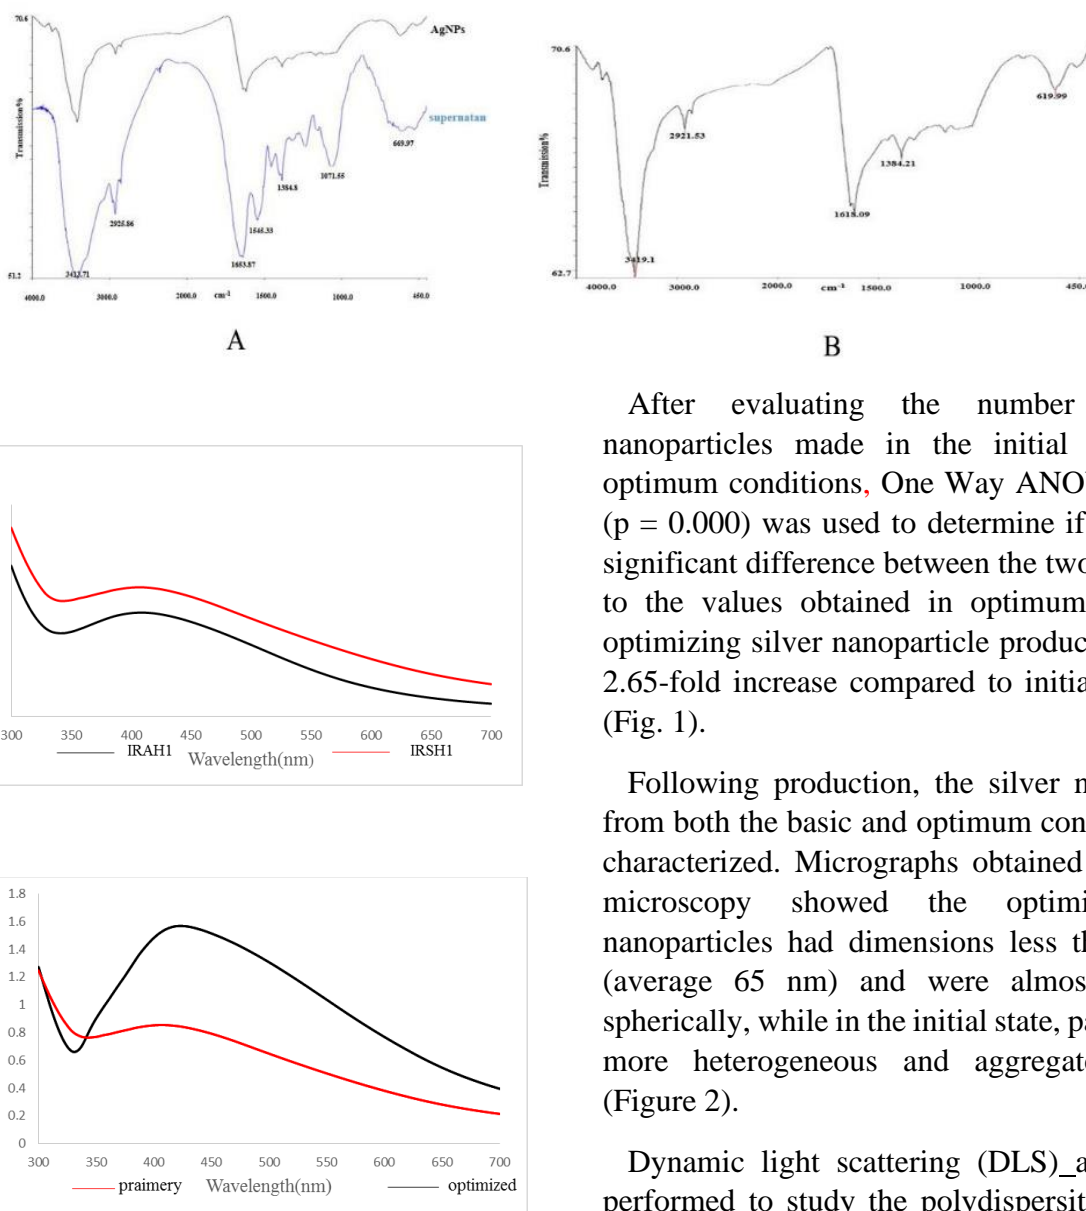 70.6
AgNPs
Transmission%
supernatan
669.97
1071.55
1384.8
2925.86
1545.33
1653.87
3413.71
51.2
4000.0 3000.0 2000.0 cm-1 1500.0 1000.0 450.0
A
70.6
619.99
2921.53
Transmission%
1384.21
1618.09
3419.1
62.7
4000.0 3000.0 2000.0 cm-1 1500.0 1000.0 450.0
B
300 350 400 450 500 550 600 650 700
IRAH1 Wavelength(nm) IRSH1
1.8
1.6
1.4
1.2
1
0.8
0.6
0.4
0.2
0
300 350 400 450 500 550 600 650 700
praimery Wavelength(nm) optimized
After evaluating the number
nanoparticles made in the initial
optimum conditions, One Way ANO
(p = 0.000) was used to determine if
significant difference between the two
to the values obtained in optimum
optimizing silver nanoparticle produc
2.65-fold increase compared to initia
(Fig. 1).
Following production, the silver n
from both the basic and optimum con
characterized. Micrographs obtained
microscopy showed the optimi
nanoparticles had dimensions less th
(average 65 nm) and were almos
spherically, while in the initial state, pa
more heterogeneous and aggregat
(Figure 2).
Dynamic light scattering (DLS) a
performed to study the polydispersit